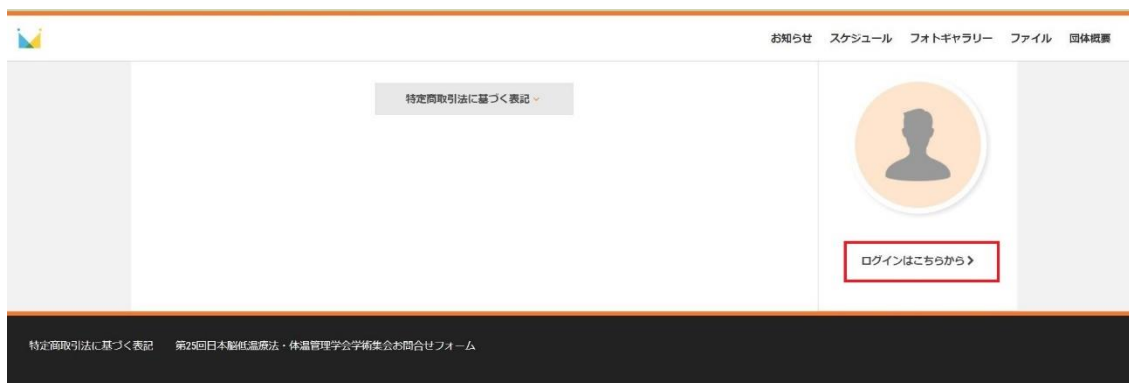 お知らせ スケジュール フォトギャラリー ファイル 団体概要
特定商取引法に基づく表記
ログインはこちらから
特定商取引法に基づく表記 第25回日本脳低温療法・体温管理学会学術集会お問合せフォーム